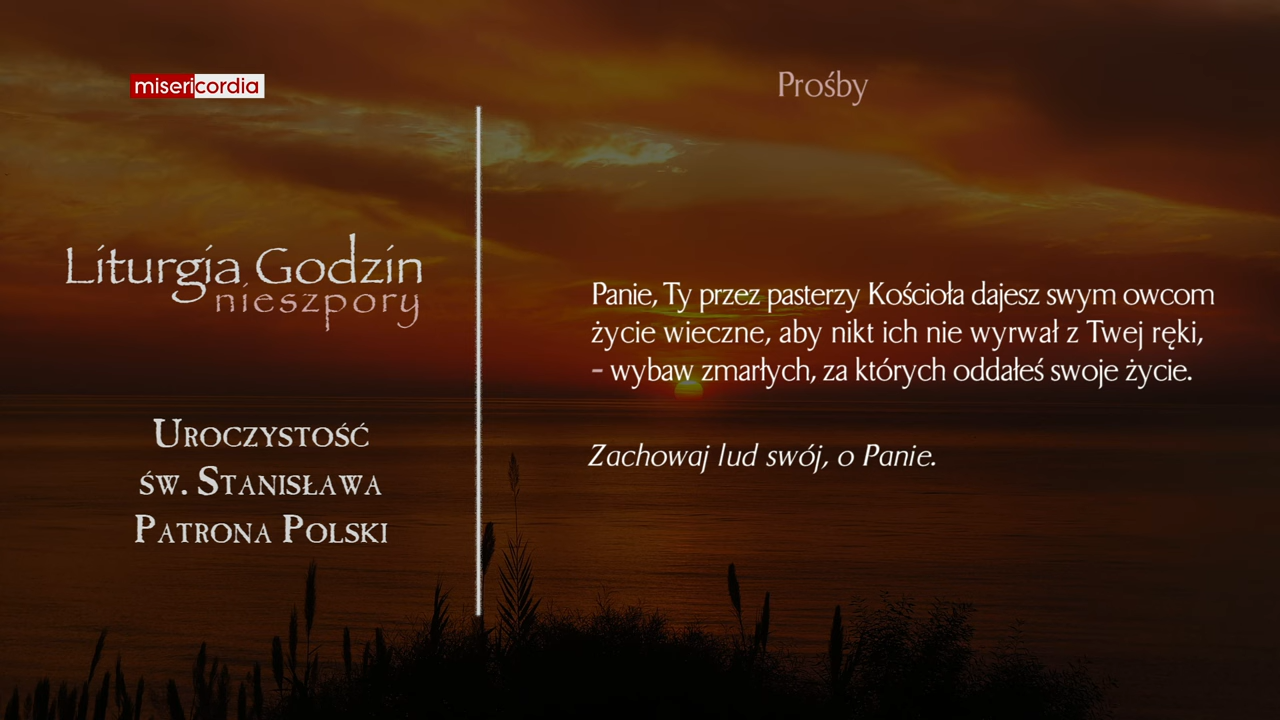 misericordia
Liturgia Godzin
nieszpory
Uroczystość
św. Stanisława
Patrona Polski
Prośby
Panie, Ty przez pasterzy Kościoła dajesz swym owcom
życie wieczne, aby nikt ich nie wyrwał z Twej ręki,
- wybaw zmarłych, za których oddałeś swoje życie.
Zachowaj lud swój, o Panie.